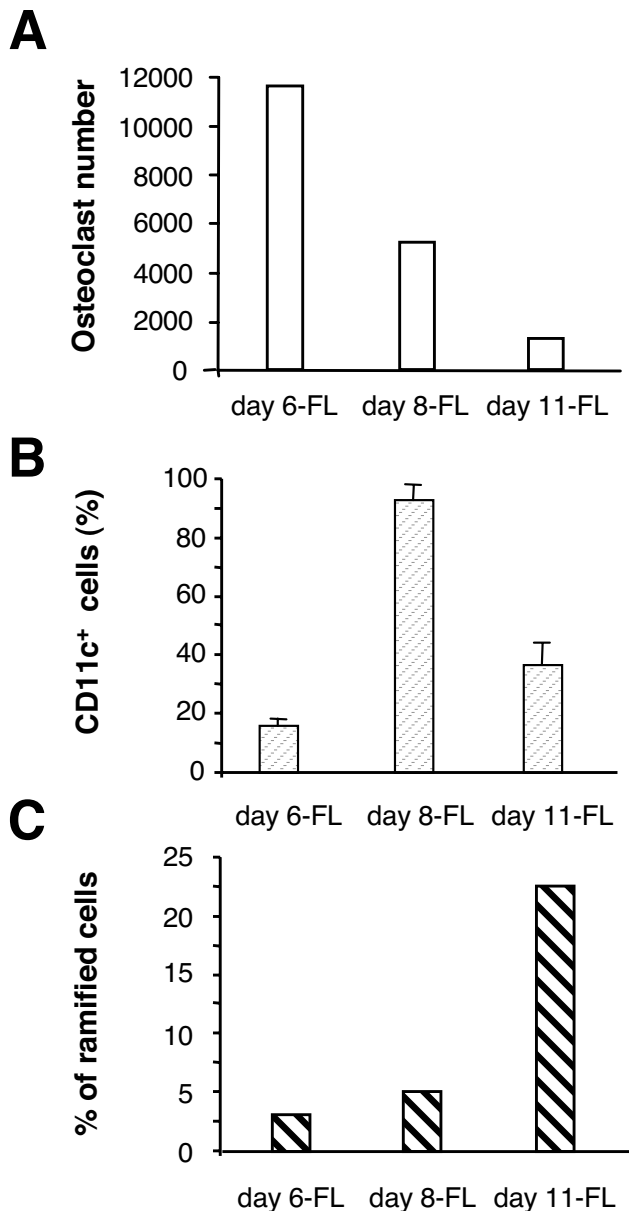 A
Osteoclast number
12000
10000
8000
6000
4000
2000
0
day 6-FL day 8-FL day 11-FL
B
CD11c⁺ cells (%)
100
80
60
40
20
0
day 6-FL day 8-FL day 11-FL
C
% of ramified cells
25
20
15
10
5
0
day 6-FL day 8-FL day 11-FL